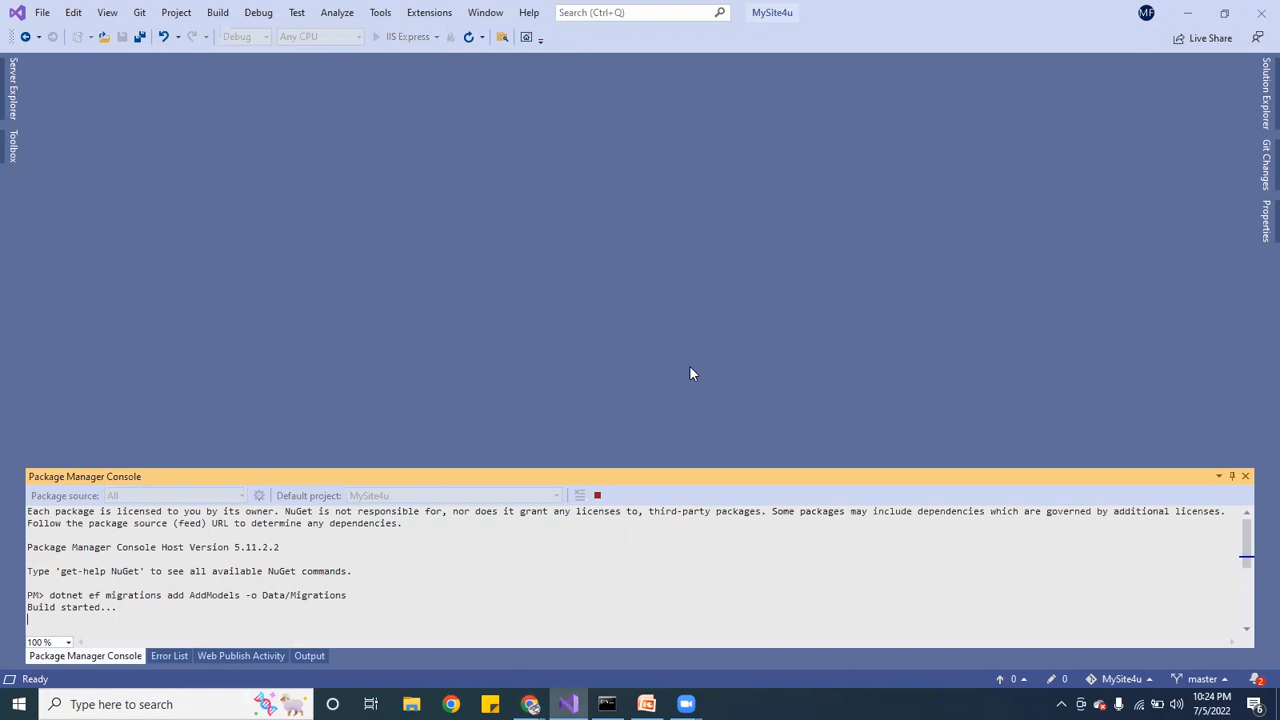 File Edit View Git Project Build Debug Test Analyze Tools Extensions Window Help Search (Ctrl+Q) MySite4u MF
Debug Any CPU IIS Express Live Share
Server Explorer
Toolbox
Solution Explorer
Git Changes
Properties
Package Manager Console
Package source: All Default project: MySite4u
Each package is licensed to you by its owner. NuGet is not responsible for, nor does it grant any licenses to, third-party packages. Some packages may include dependencies which are governed by additional licenses.
Follow the package source (feed) URL to determine any dependencies.
Package Manager Console Host Version 5.11.2.2
Type 'get-help NuGet' to see all available NuGet commands.
PM> dotnet ef migrations add AddModels -o Data/Migrations
Build started...
100 %
Package Manager Console Error List Web Publish Activity Output
Ready 0 0 MySite4u master 2
Type here to search 10:24 PM
7/5/2022 6